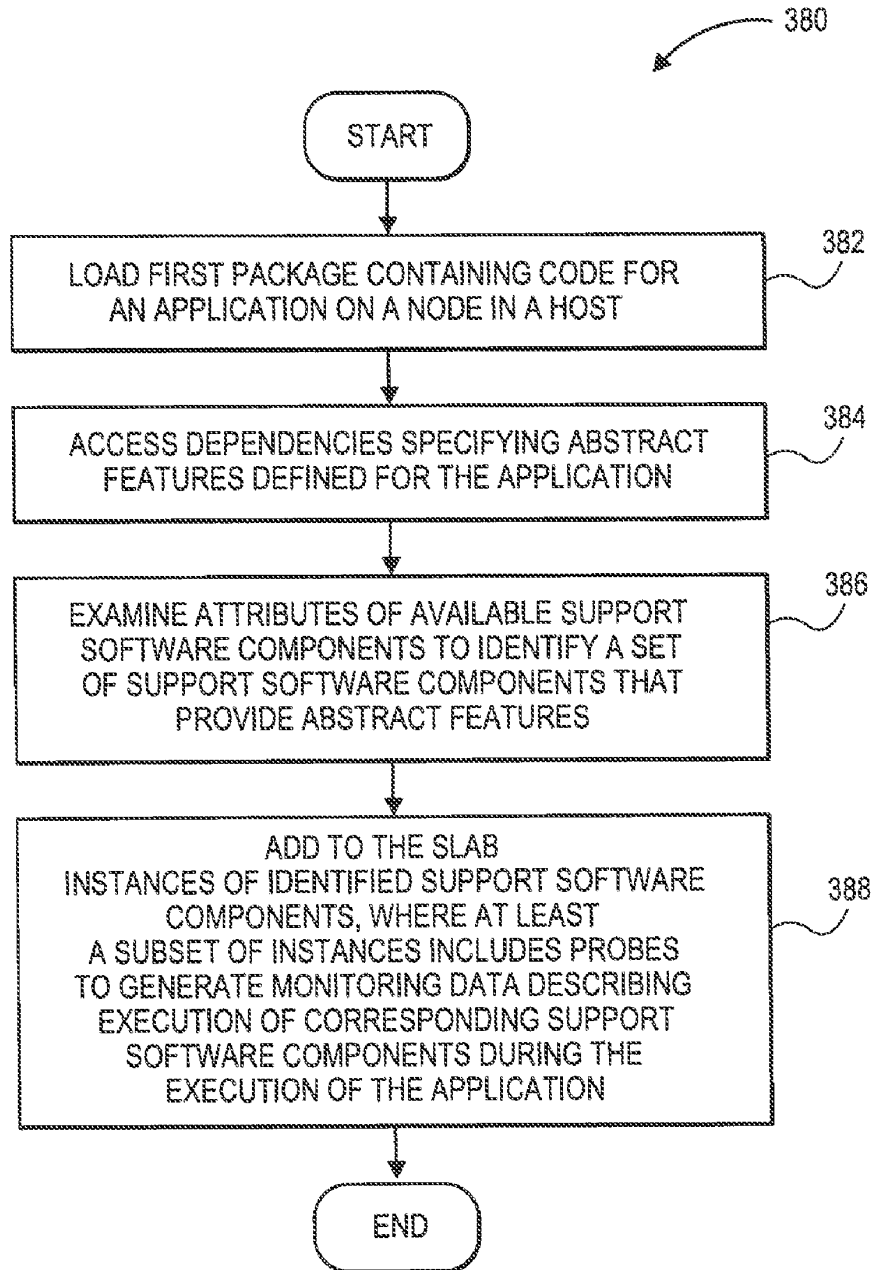 380
START
LOAD FIRST PACKAGE CONTAINING CODE FOR
AN APPLICATION ON A NODE IN A HOST
382
ACCESS DEPENDENCIES SPECIFYING ABSTRACT
FEATURES DEFINED FOR THE APPLICATION
384
EXAMINE ATTRIBUTES OF AVAILABLE SUPPORT
SOFTWARE COMPONENTS TO IDENTIFY A SET
OF SUPPORT SOFTWARE COMPONENTS THAT
PROVIDE ABSTRACT FEATURES
386
ADD TO THE SLAB
INSTANCES OF IDENTIFIED SUPPORT SOFTWARE
COMPONENTS, WHERE AT LEAST
A SUBSET OF INSTANCES INCLUDES PROBES
TO GENERATE MONITORING DATA DESCRIBING
EXECUTION OF CORRESPONDING SUPPORT
SOFTWARE COMPONENTS DURING THE
EXECUTION OF THE APPLICATION
388
END